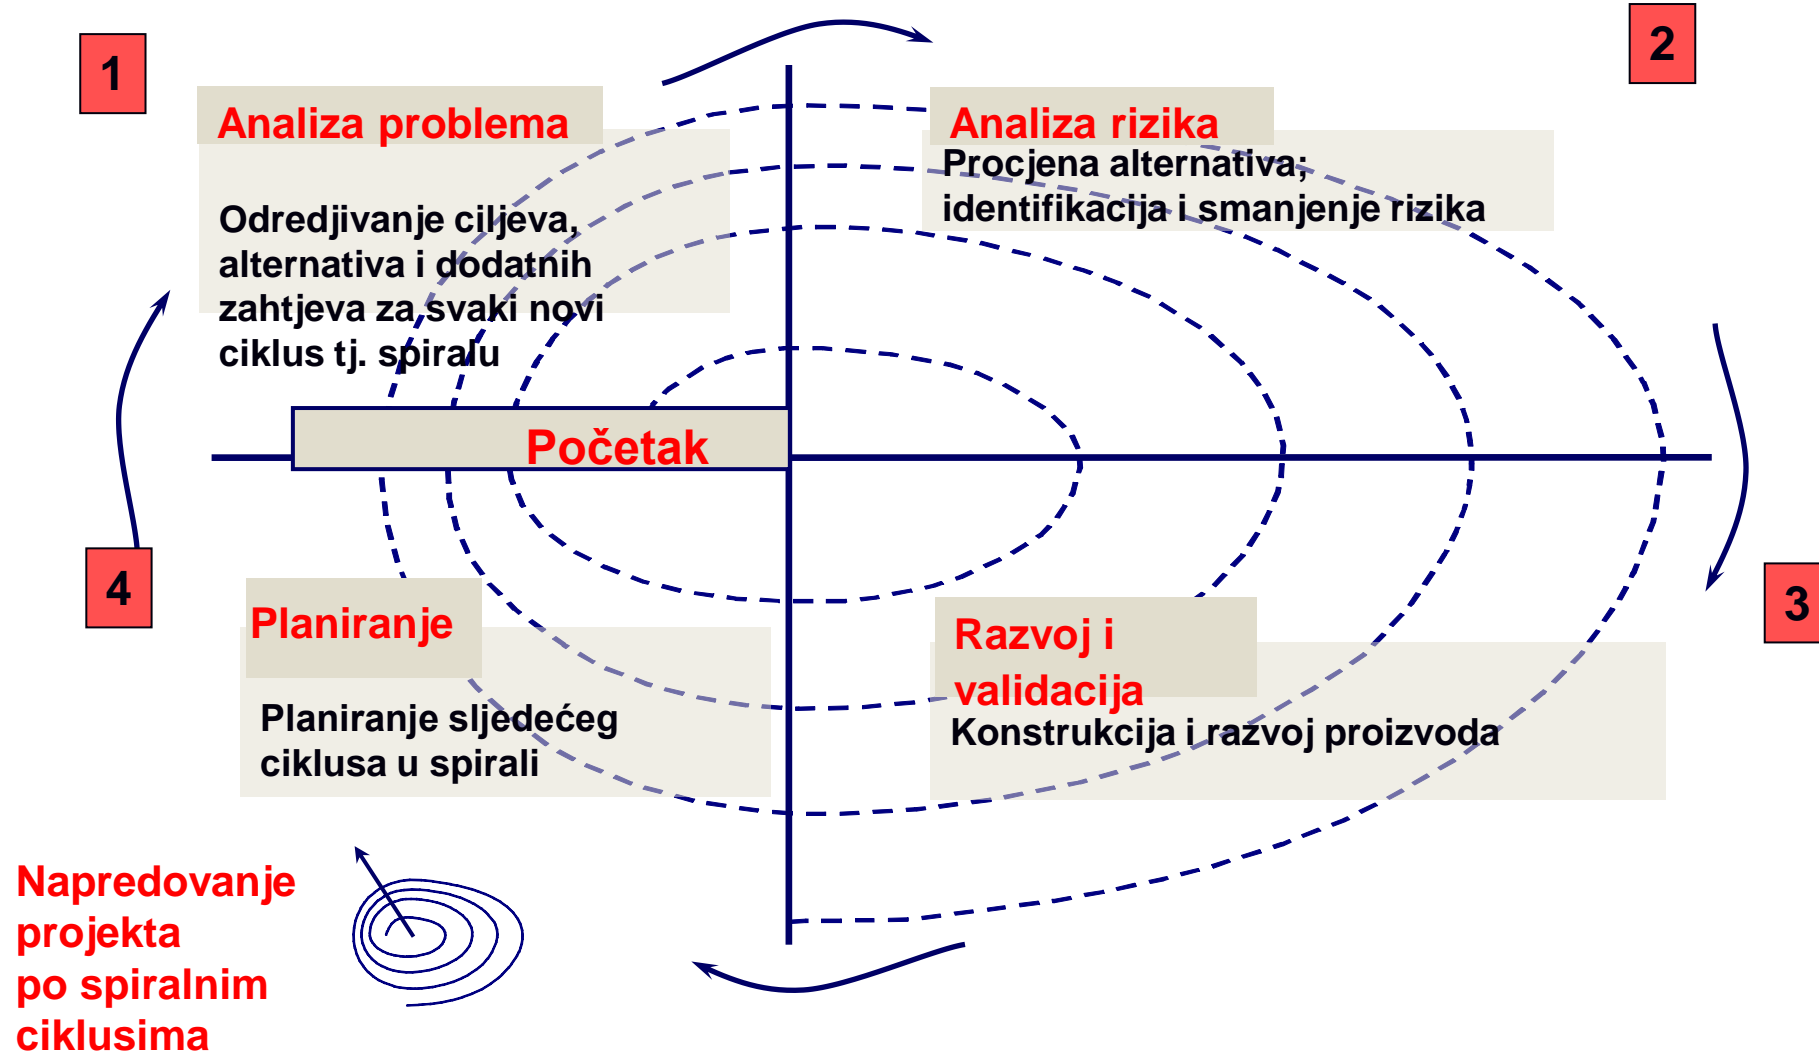 1
Analiza problema
Odredjivanje ciljeva,
alternativa i dodatnih
zahtjeva za svaki novi
ciklus tj. spiralu
2
Analiza rizika
Procjena alternativa;
identifikacija i smanjenje rizika
Početak
4
Planiranje
Planiranje sljedećeg
ciklusa u spirali
3
Razvoj i
validacija
Konstrukcija i razvoj proizvoda
Napredovanje
projekta
po spiralnim
ciklusima